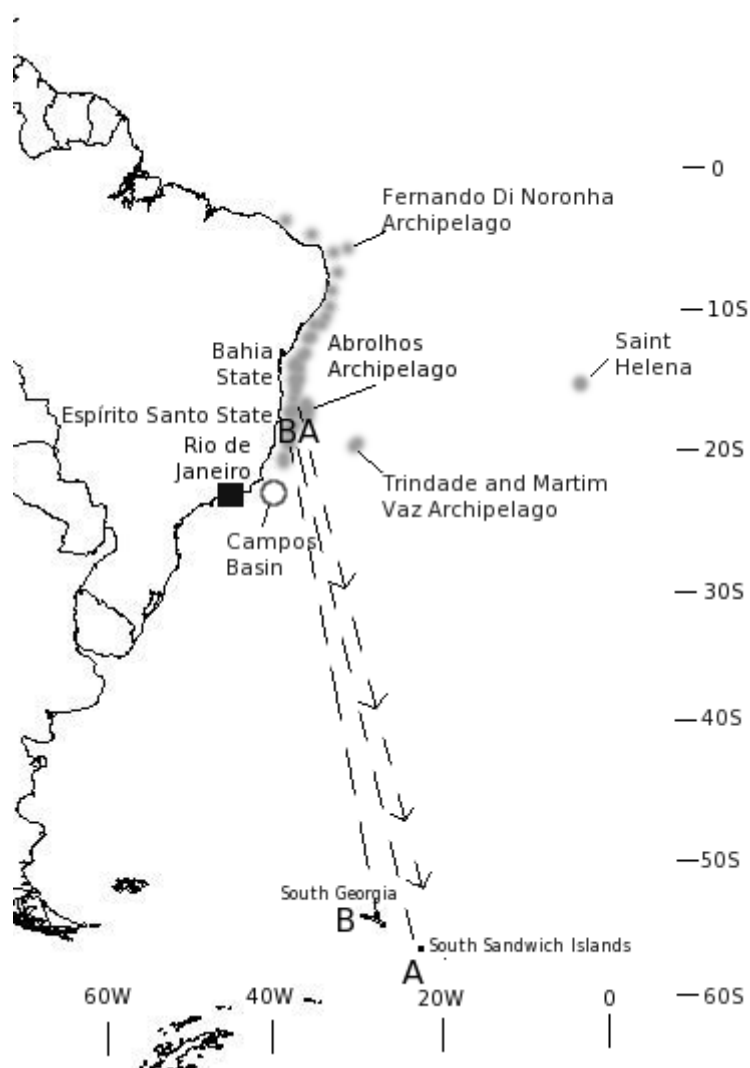 0
Fernando Di Noronha
Archipelago
10S
Bahia
State
Abrolhos
Archipelago
Saint
Helena
Espírito Santo State
BA
20S
Rio de
Janeiro
Trindade and Martim
Vaz Archipelago
Campos
Basin
30S
40S
50S
South Georgia
B
South Sandwich Islands
A
60W
40W
20W
0
60S